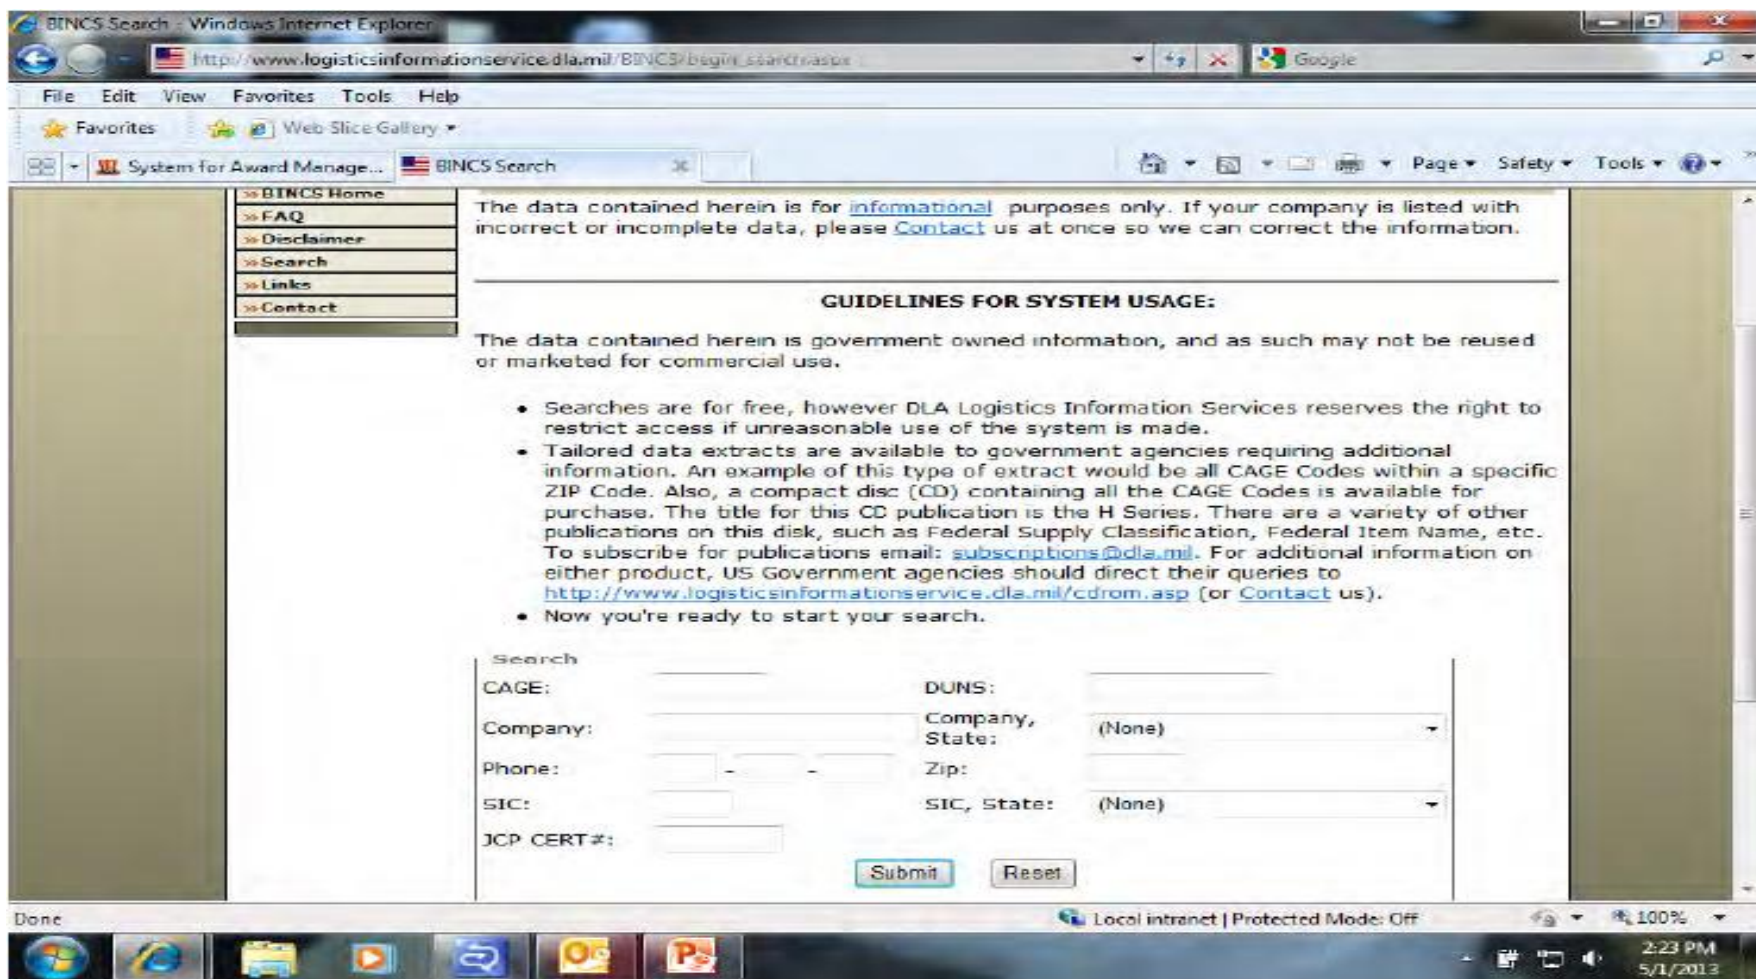 BINCS Search - Windows Internet Explorer
http://www.logisticsinformationservice.dla.mil/BINCS/begin_search.aspx
Google
File Edit View Favorites Tools Help
Favorites Web Slice Gallery
System for Award Manage... BINCS Search Page Safety Tools
»BINCS Home
»FAQ
»Disclaimer
»Search
»Links
»Contact
The data contained herein is for informational purposes only. If your company is listed with
incorrect or incomplete data, please Contact us at once so we can correct the information.
GUIDELINES FOR SYSTEM USAGE:
The data contained herein is government owned information, and as such may not be reused
or marketed for commercial use.
• Searches are for free, however DLA Logistics Information Services reserves the right to
restrict access if unreasonable use of the system is made.
• Tailored data extracts are available to government agencies requiring additional
information. An example of this type of extract would be all CAGE Codes within a specific
ZIP Code. Also, a compact disc (CD) containing all the CAGE Codes is available for
purchase. The title for this CD publication is the H Series. There are a variety of other
publications on this disk, such as Federal Supply Classification, Federal Item Name, etc.
To subscribe for publications email: subscriptions@dla.mil. For additional information on
either product, US Government agencies should direct their queries to
http://www.logisticsinformationservice.dla.mil/cdrom.asp (or Contact us).
• Now you're ready to start your search.
Search
CAGE: DUNS:
Company: Company, State: (None)
Phone: - - Zip:
SIC: SIC, State: (None)
JCP CERT#:
Submit Reset
Done Local intranet | Protected Mode: Off 100%
2:23 PM
5/1/2013